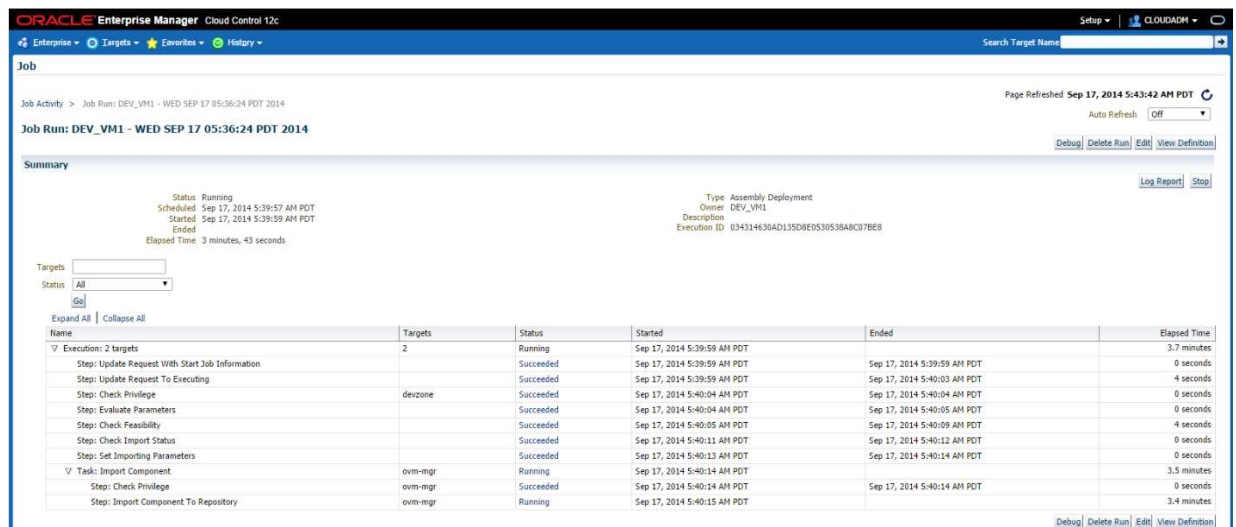 ORACLE Enterprise Manager Cloud Control 12c
Setup CLOUDADM
Enterprise Targets Favorites History Search Target Name
Job
Page Refreshed Sep 17, 2014 5:43:42 AM PDT
Job Activity > Job Run: DEV_VM1 - WED SEP 17 05:36:24 PDT 2014
Auto Refresh Off
Job Run: DEV_VM1 - WED SEP 17 05:36:24 PDT 2014
Debug Delete Run Edit View Definition
Summary
Log Report Stop
Status Running
Scheduled Sep 17, 2014 5:39:57 AM PDT
Started Sep 17, 2014 5:39:59 AM PDT
Ended
Elapsed Time 3 minutes, 43 seconds
Type Assembly Deployment
Owner DEV_VM1
Description
Execution ID 034314630AD135D8E0530538A8C07BE8
Targets
Status All
Go
Expand All | Collapse All
Name Targets Status Started Ended Elapsed Time
Execution: 2 targets 2 Running Sep 17, 2014 5:39:59 AM PDT 3.7 minutes
Step: Update Request With Start Job Information Succeeded Sep 17, 2014 5:39:59 AM PDT Sep 17, 2014 5:39:59 AM PDT 0 seconds
Step: Update Request To Executing Succeeded Sep 17, 2014 5:39:59 AM PDT Sep 17, 2014 5:40:03 AM PDT 4 seconds
Step: Check Privilege devzone Succeeded Sep 17, 2014 5:40:04 AM PDT Sep 17, 2014 5:40:04 AM PDT 0 seconds
Step: Evaluate Parameters Succeeded Sep 17, 2014 5:40:04 AM PDT Sep 17, 2014 5:40:05 AM PDT 0 seconds
Step: Check Feasibility Succeeded Sep 17, 2014 5:40:05 AM PDT Sep 17, 2014 5:40:09 AM PDT 4 seconds
Step: Check Import Status Succeeded Sep 17, 2014 5:40:11 AM PDT Sep 17, 2014 5:40:12 AM PDT 0 seconds
Step: Set Importing Parameters Succeeded Sep 17, 2014 5:40:13 AM PDT Sep 17, 2014 5:40:14 AM PDT 0 seconds
Task: Import Component ovm-mgr Running Sep 17, 2014 5:40:14 AM PDT 3.5 minutes
Step: Check Privilege ovm-mgr Succeeded Sep 17, 2014 5:40:14 AM PDT Sep 17, 2014 5:40:14 AM PDT 0 seconds
Step: Import Component To Repository ovm-mgr Running Sep 17, 2014 5:40:15 AM PDT 3.4 minutes
Debug Delete Run Edit View Definition